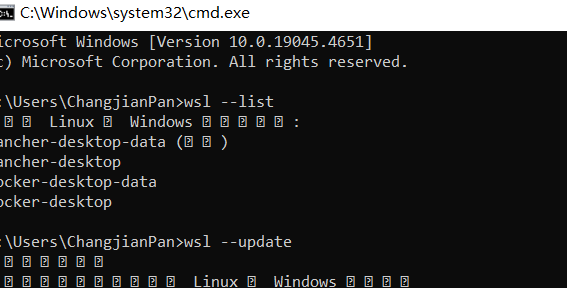 C:\Windows\system32\cmd.exe
icrosoft Windows [Version 10.0.19045.4651]
c) Microsoft Corporation. All rights reserved.
:\Users\ChangjianPan>wsl --list
Linux Windows :
ancher-desktop-data ( )
ancher-desktop
ocker-desktop-data
ocker-desktop
:\Users\ChangjianPan>wsl --update
Linux Windows